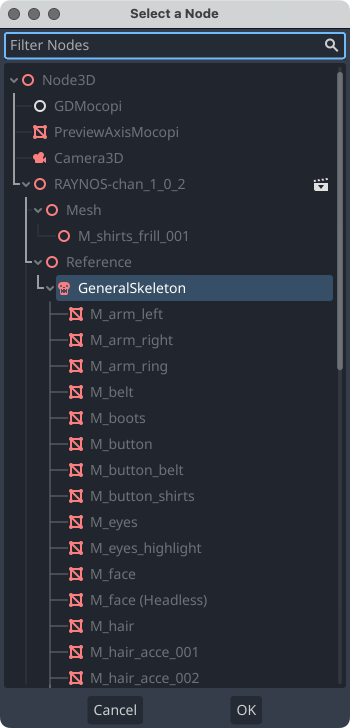 Select a Node
Filter Nodes
Node3D
GDMocopi
PreviewAxisMocopi
Camera3D
RAYNOS-chan_1_0_2
Mesh
M_shirts_frill_001
Reference
GeneralSkeleton
M_arm_left
M_arm_right
M_arm_ring
M_belt
M_boots
M_button
M_button_belt
M_button_shirts
M_eyes
M_eyes_highlight
M_face
M_face (Headless)
M_hair
M_hair_acce_001
M_hair_acce_002
Cancel OK